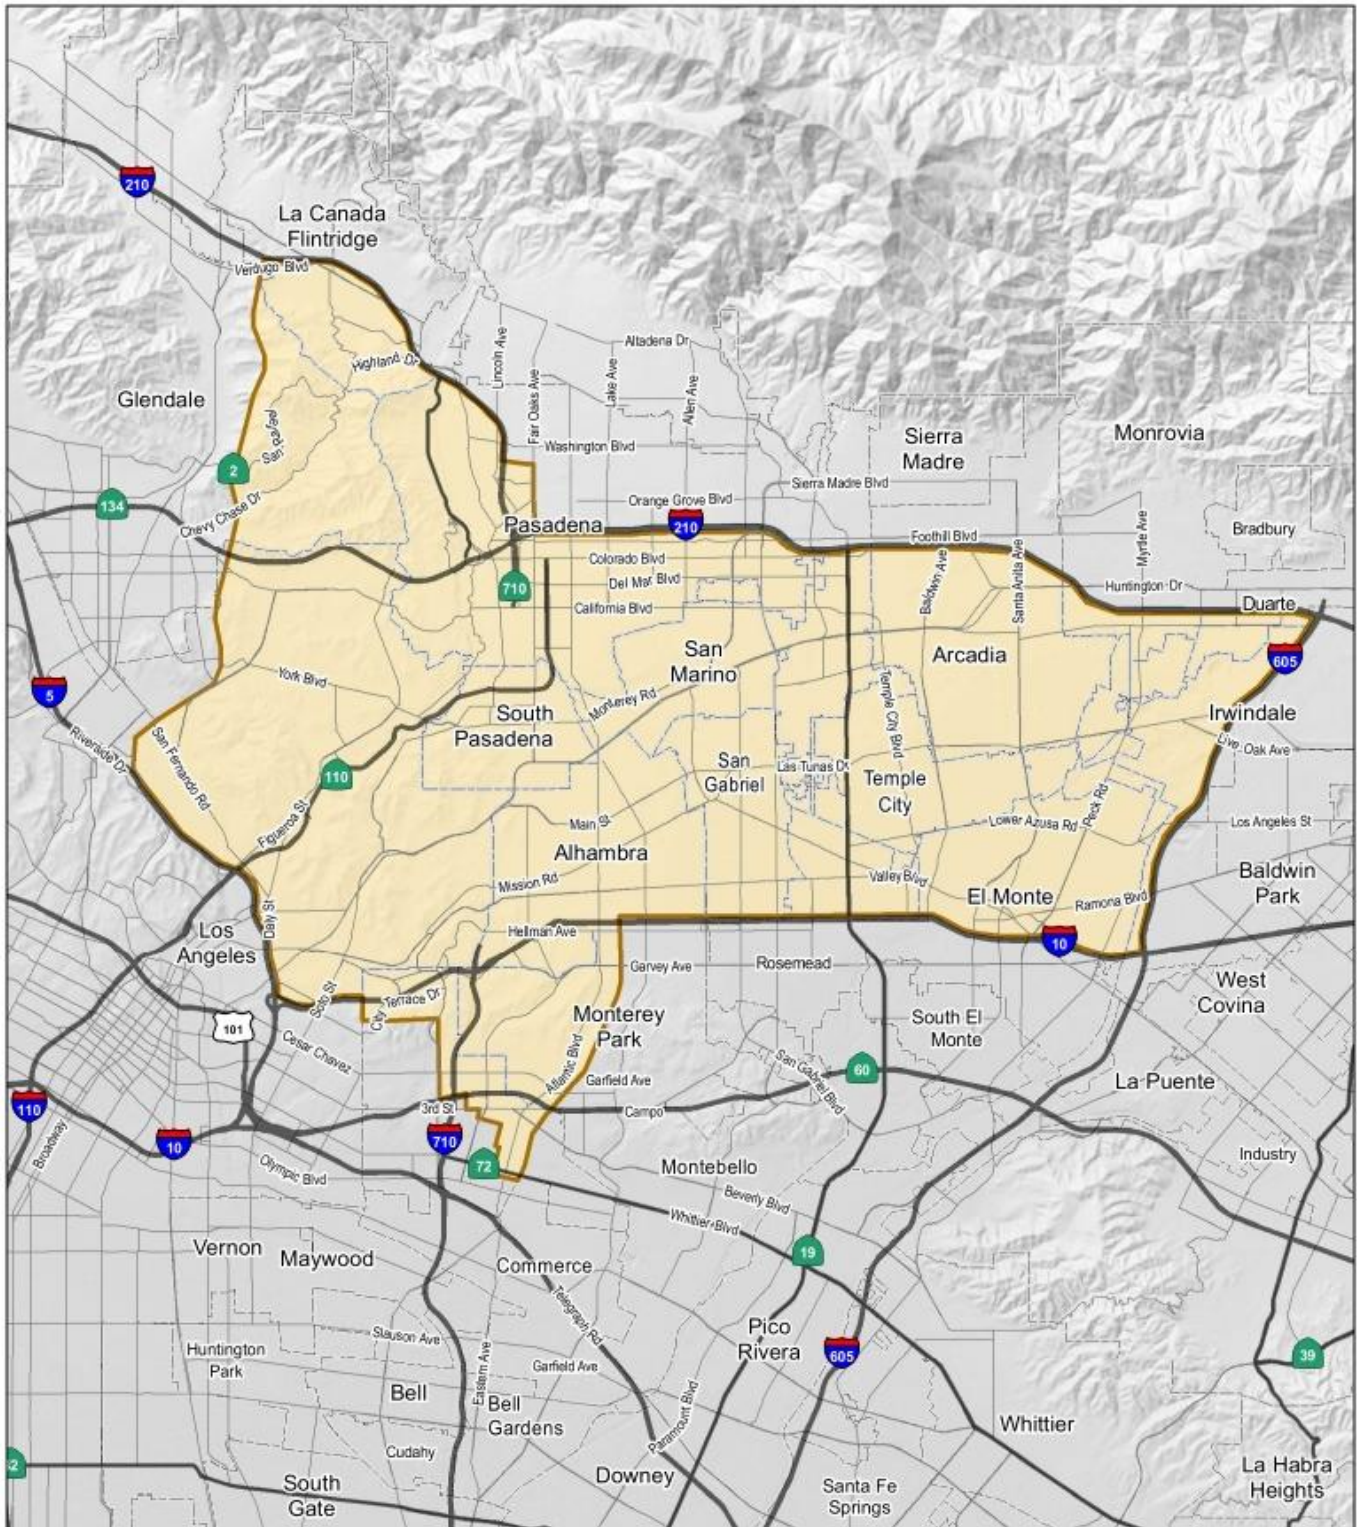 210
La Canada
Flintridge
Verdugo Blvd
Altadena Dr
Lincoln Ave
Highland Dr
Fair Oaks Ave
Lake Ave
Allen Ave
Glendale
San Rafael
Washington Blvd
Sierra
Madre
Monrovia
2
134
Chevy Chase Dr
Sierra Madre Blvd
Orange Grove Blvd
Pasadena
210
Foothill Blvd
Myrtle Ave
Bradbury
Colorado Blvd
Del Mar Blvd
710
California Blvd
Baldwin Ave
Santa Anita Ave
Huntington Dr
Duarte
San
Marino
Arcadia
605
5
York Blvd
Monterey Rd
South
Pasadena
Temple City Blvd
Irwindale
Live Oak Ave
Riverside Dr
San Fernando Rd
110
San
Gabriel
Las Tunas Dr
Temple
City
Peck Rd
Lower Azusa Rd
Los Angeles St
Figueroa St
Main St
Alhambra
Mission Rd
Valley Blvd
El Monte
Ramona Blvd
Baldwin
Park
Daly St
Los
Angeles
Hellman Ave
10
Garvey Ave
Rosemead
West
Covina
Soto St
City Terrace Dr
101
Monterey
Park
South El
Monte
Cesar Chavez
Atlantic Blvd
Garfield Ave
San Gabriel Blvd
60
La Puente
110
3rd St
Campo
710
10
Broadway
72
Olympic Blvd
Montebello
Industry
Beverly Blvd
Whittier Blvd
Vernon
Maywood
Commerce
19
Telegraph Rd
Slauson Ave
Huntington
Park
Eastern Ave
Garfield Ave
Pico
Rivera
605
39
Bell
Bell
Gardens
Paramount Blvd
Whittier
Cudahy
South
Gate
Downey
Santa Fe
Springs
La Habra
Heights